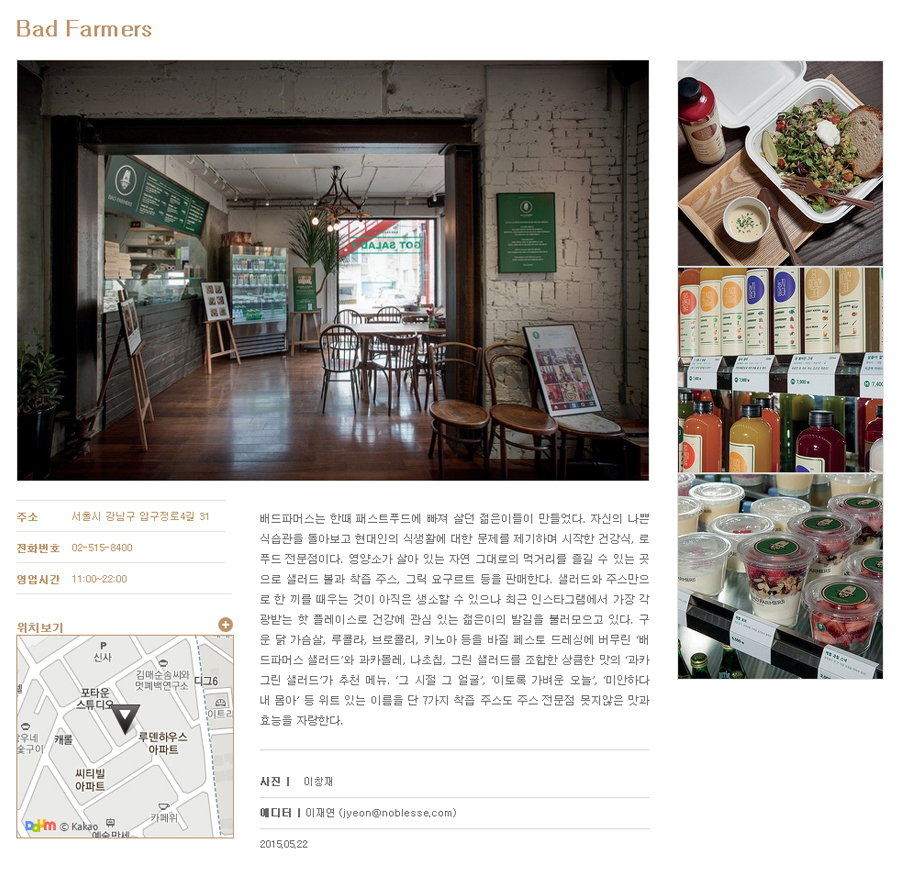 Bad Farmers
BAD FARMERS
GOT SALAD?
주소 서울시 강남구 압구정로4길 31
전화번호 02-515-8400
영업시간 11:00~22:00
위치보기
P
신사
김매순솜씨와
멋폐백연구소
디그6
포타운
스튜디오
이트리
캐롤
루덴하우스
아파트
씨티빌
아파트
카페위
예술만세
Daum © Kakao
배드파머스는 한때 패스트푸드에 빠져 살던 젊은이들이 만들었다. 자신의 나쁜
식습관을 돌아보고 현대인의 식생활에 대한 문제를 제기하며 시작한 건강식, 로
푸드 전문점이다. 영양소가 살아 있는 자연 그대로의 먹거리를 즐길 수 있는 곳
으로 샐러드 볼과 착즙 주스, 그릭 요구르트 등을 판매한다. 샐러드와 주스만으
로 한 끼를 때우는 것이 아직은 생소할 수 있으나 최근 인스타그램에서 가장 각
광받는 핫 플레이스로 건강에 관심 있는 젊은이의 발길을 불러모으고 있다. 구
운 닭 가슴살, 루콜라, 브로콜리, 키노아 등을 바질 페스토 드레싱에 버무린 ‘배
드파머스 샐러드’와 과카몰레, 나초칩, 그린 샐러드를 조합한 상큼한 맛의 ‘과카
그린 샐러드’가 추천 메뉴. ‘그 시절 그 얼굴’, ‘이토록 가벼운 오늘’, ‘미안하다
내 몸아’ 등 위트 있는 이름을 단 7가지 착즙 주스도 주스 전문점 못지않은 맛과
효능을 자랑한다.
사진 | 이창재
에디터 | 이재연 (jyeon@noblesse.com)
2015.05.22